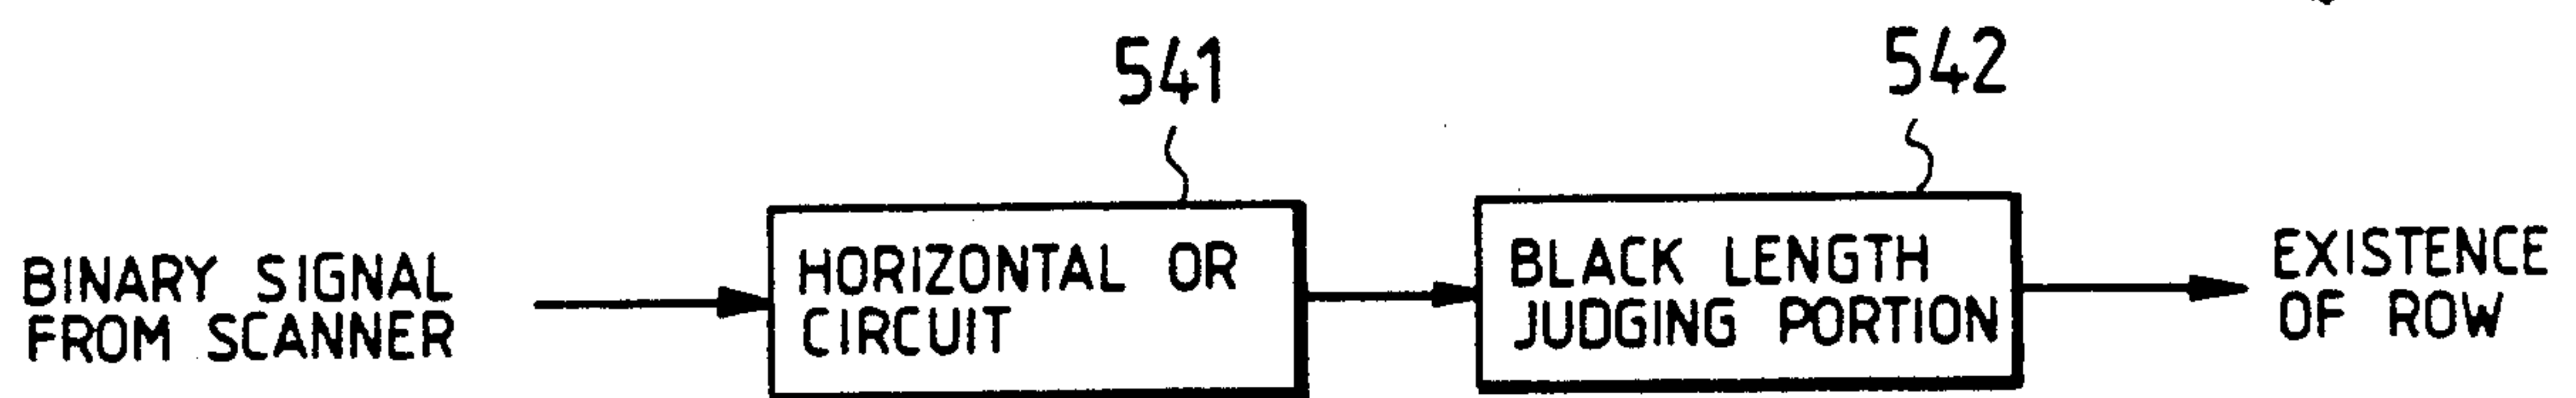 541
542
BINARY SIGNAL
FROM SCANNER
HORIZONTAL OR
CIRCUIT
BLACK LENGTH
JUDGING PORTION
EXISTENCE
OF ROW